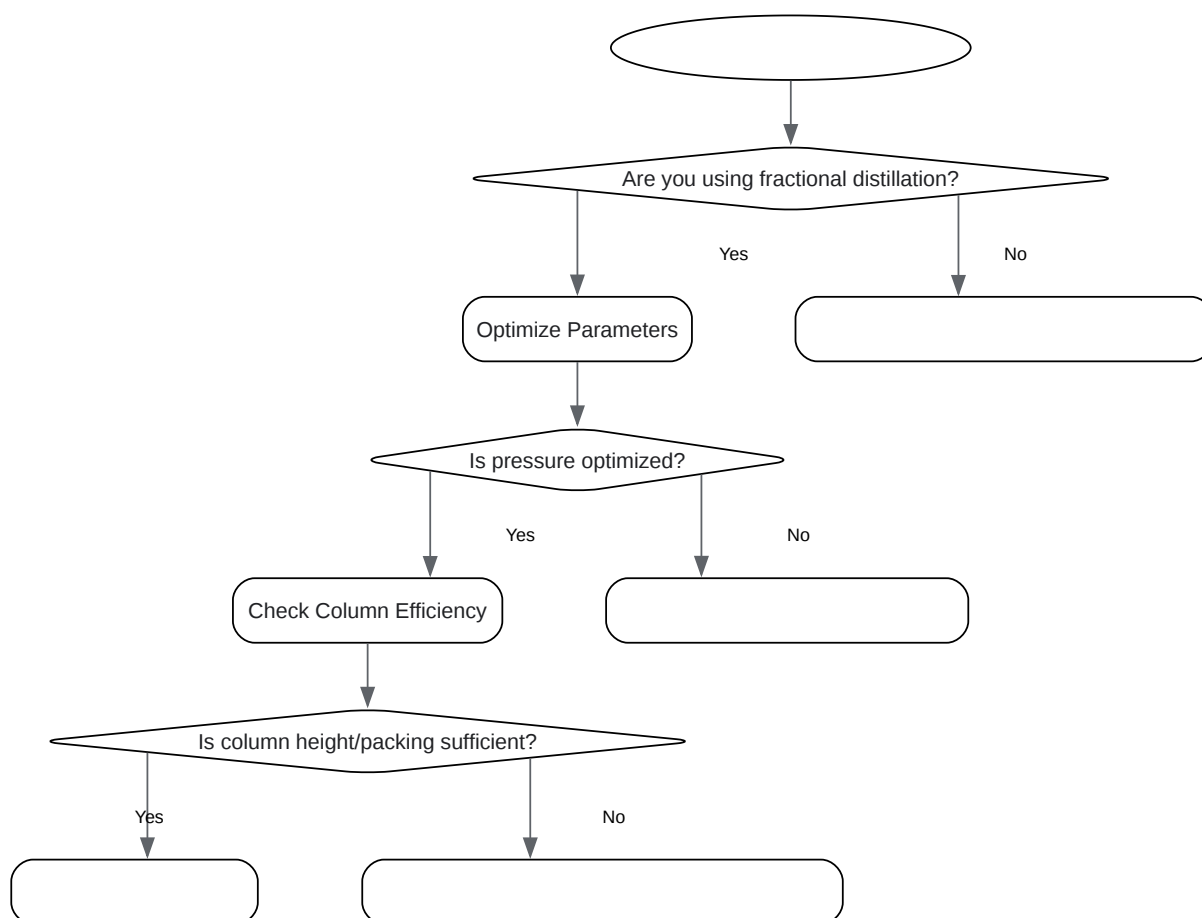 Are you using fractional distillation?
Yes
No
Optimize Parameters
Is pressure optimized?
Yes
No
Check Column Efficiency
Is column height/packing sufficient?
Yes
No